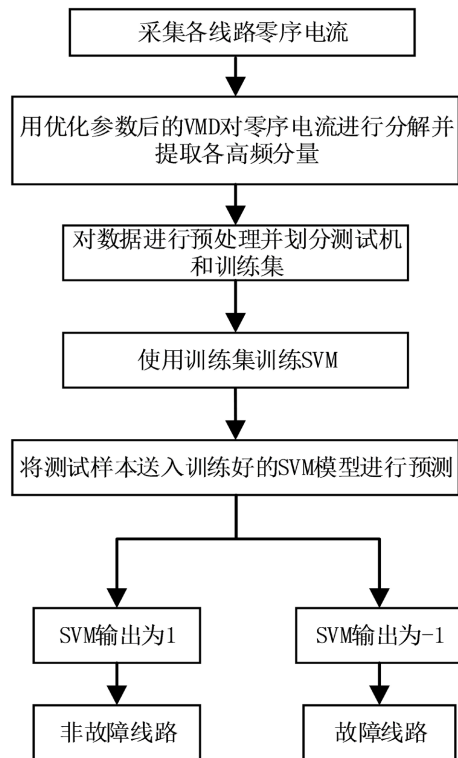 采集各线路零序电流
用优化参数后的VMD对零序电流进行分解并
提取各高频分量
对数据进行预处理并划分测试机
和训练集
使用训练集训练SVM
将测试样本送入训练好的SVM模型进行预测
SVM输出为1
SVM输出为-1
非故障线路
故障线路